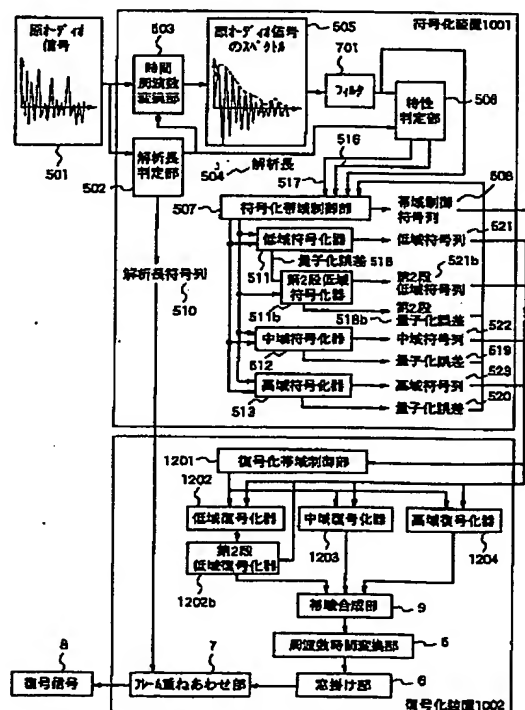 符号化装置1001
原オーディオ
信号
501
503
時間
周波数
変換部
505
原オーディオ信号
のスペクトル
701
フィルタ
特性
判定部
506
502
解析長
判定部
504
解析長
516
517
507
符号化帯域制御部
508
帯域制御
符号列
低域符号化器
511
低域符号列
521
量子化誤差 518
第2段低域
符号化器
511b
第2段
低域符号列
521b
第2段
量子化誤差
518b
解析長符号列
510
中域符号化器
512
中域符号列
522
量子化誤差
519
高域符号化器
513
高域符号列
523
量子化誤差
520
1201
復号化帯域制御部
1202
低域復号化器
中域復号化器
1203
高域復号化器
1204
第2段
低域復号化器
1202b
帯域合成部
9
周波数時間変換部
5
8
復号信号
7
フレーム重ねあわせ部
窓掛け部
6
復号化装置1002